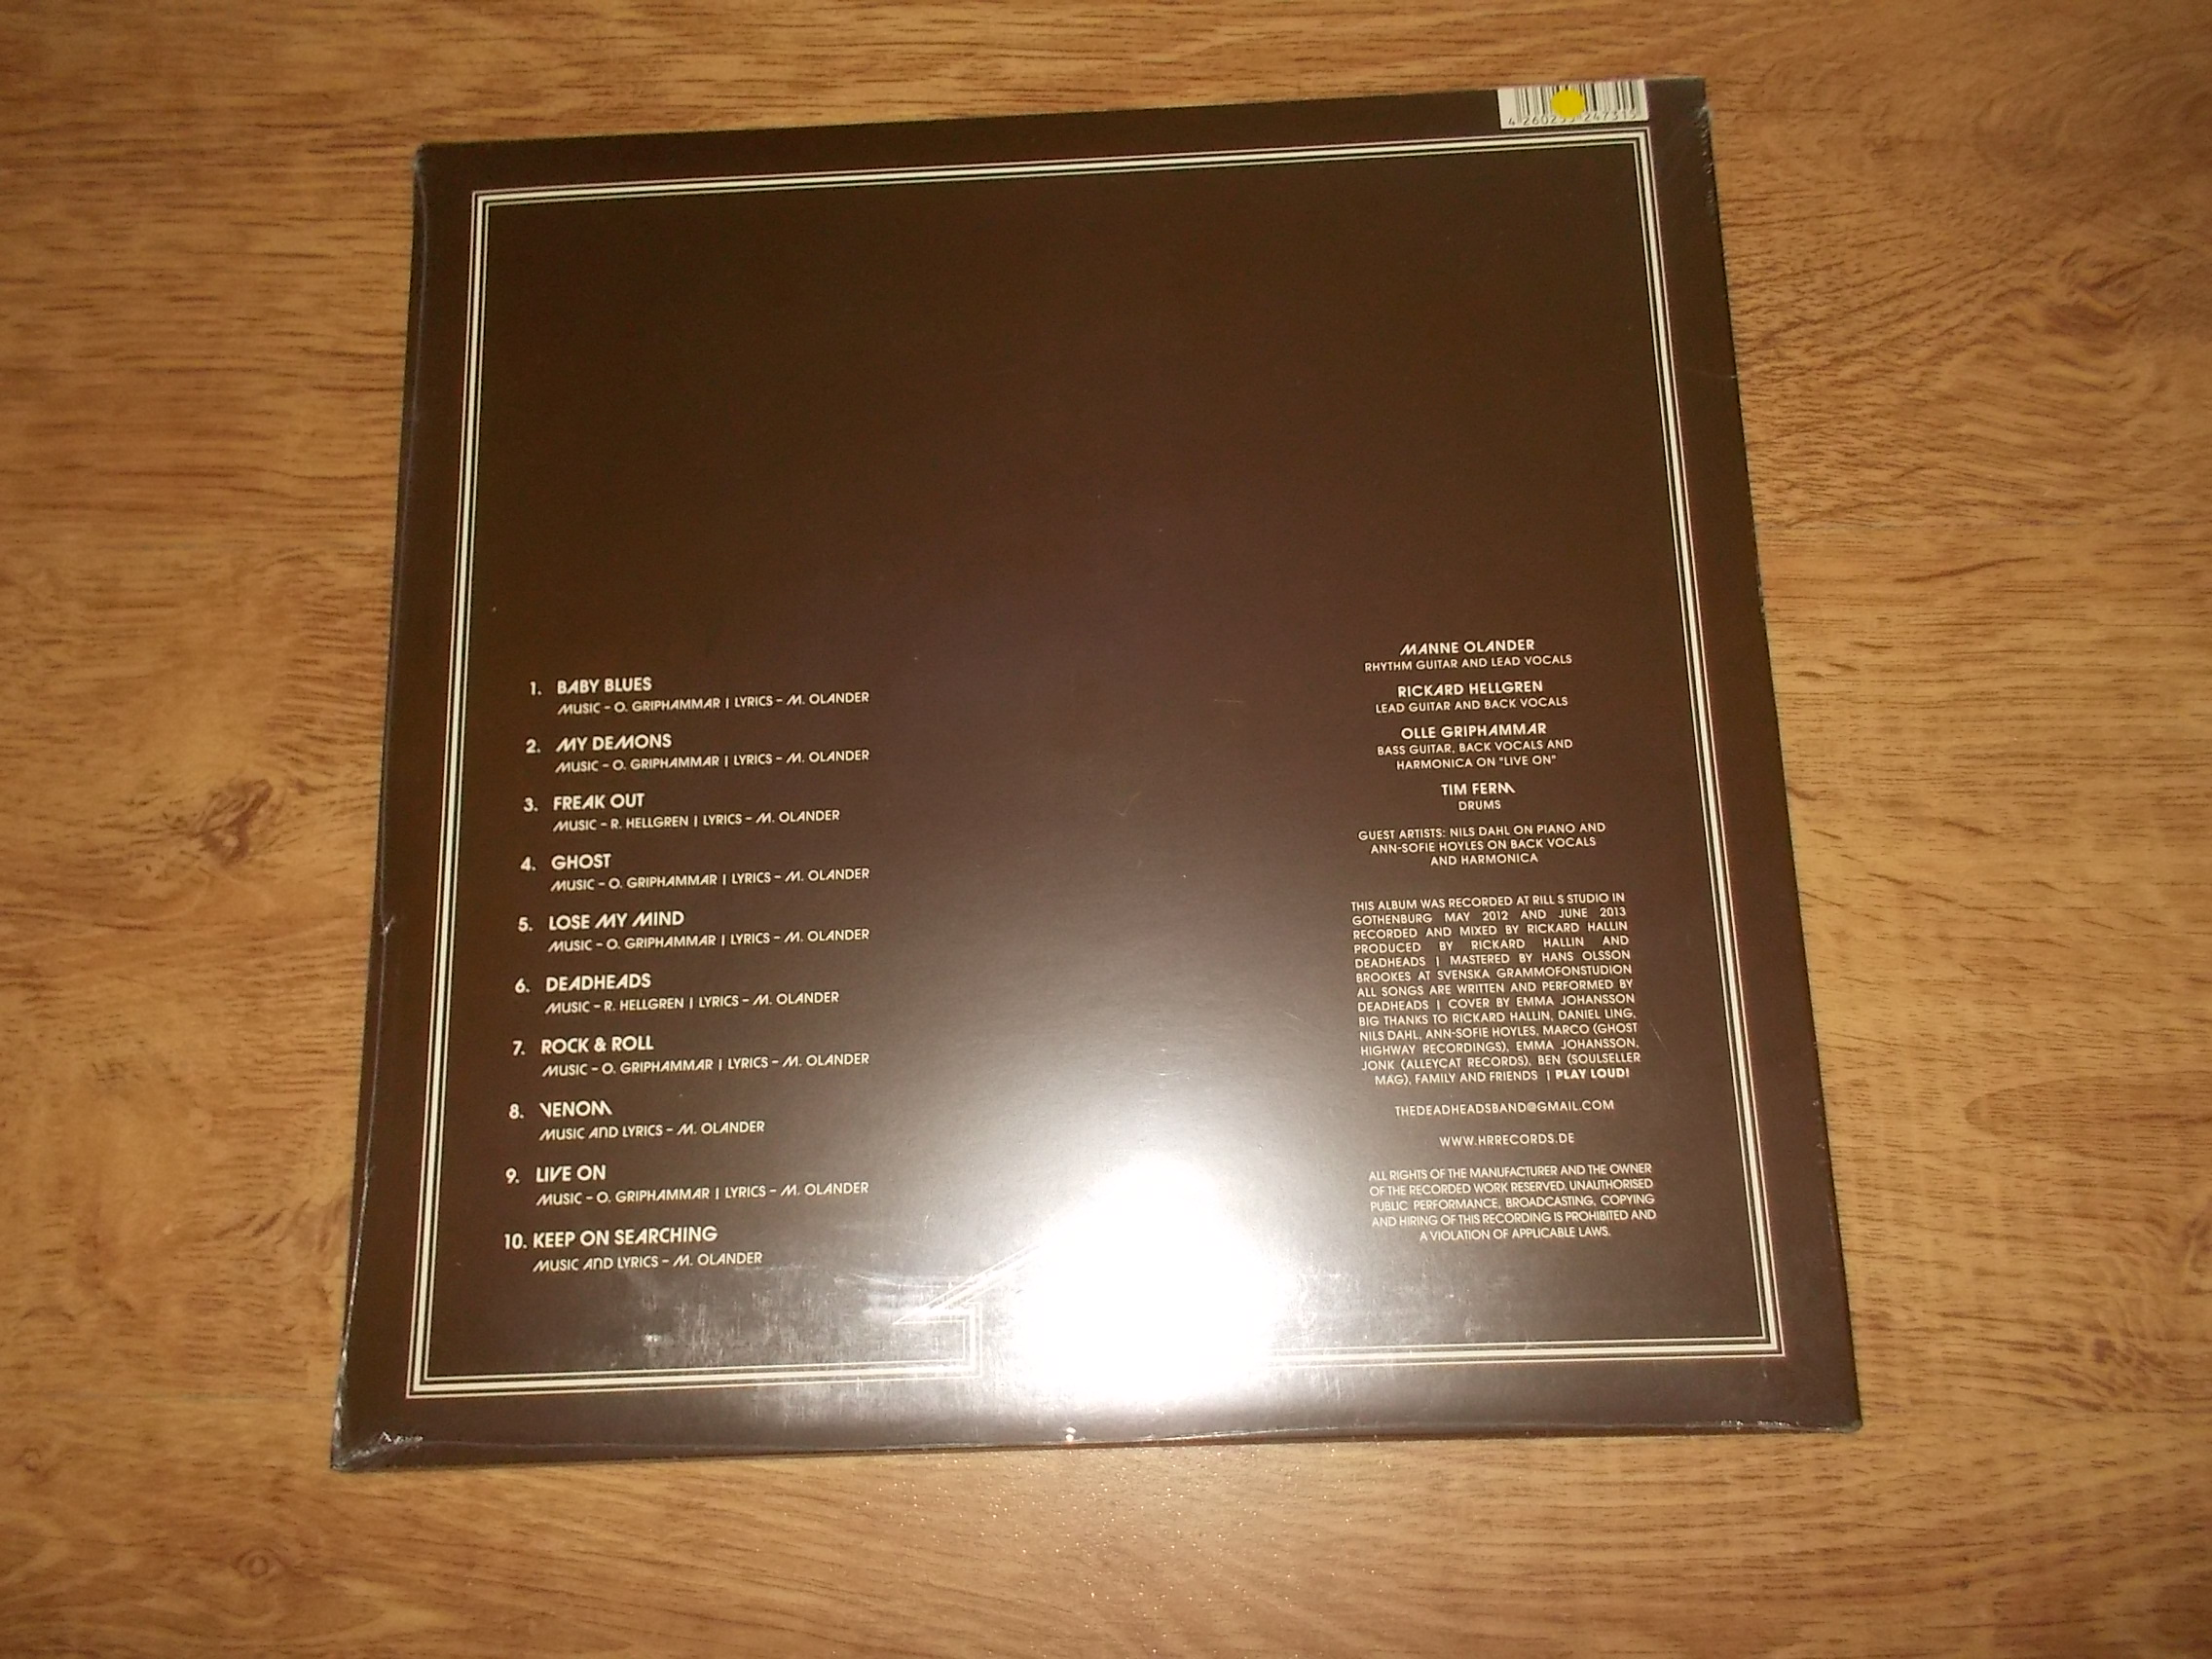 1. BABY BLUES
MUSIC - O. GRIPHAMMAR | LYRICS - M. OLANDER
2. MY DEMONS
MUSIC - O. GRIPHAMMAR | LYRICS - M. OLANDER
3. FREAK OUT
MUSIC - R. HELLGREN | LYRICS - M. OLANDER
4. GHOST
MUSIC - O. GRIPHAMMAR | LYRICS - M. OLANDER
5. LOSE MY MIND
MUSIC - O. GRIPHAMMAR | LYRICS - M. OLANDER
6. DEADHEADS
MUSIC - R. HELLGREN | LYRICS - M. OLANDER
7. ROCK & ROLL
MUSIC - O. GRIPHAMMAR | LYRICS - M. OLANDER
8. VENOM
MUSIC AND LYRICS - M. OLANDER
9. LIVE ON
MUSIC - O. GRIPHAMMAR | LYRICS - M. OLANDER
10. KEEP ON SEARCHING
MUSIC AND LYRICS - M. OLANDER
MANNE OLANDER
RHYTHM GUITAR AND LEAD VOCALS
RICKARD HELLGREN
LEAD GUITAR AND BACK VOCALS
OLLE GRIPHAMMAR
BASS GUITAR, BACK VOCALS AND
HARMONICA ON "LIVE ON"
TIM FERM
DRUMS
GUEST ARTISTS: NILS DAHL ON PIANO AND
ANN-SOFIE HOYLES ON BACK VOCALS
AND HARMONICA
THIS ALBUM WAS RECORDED AT RILL S STUDIO IN
GOTHENBURG MAY 2012 AND JUNE 2013
RECORDED AND MIXED BY RICKARD HALLIN
PRODUCED BY RICKARD HALLIN AND
DEADHEADS | MASTERED BY HANS OLSSON
BROOKES AT SVENSKA GRAMMOFONSTUDION
ALL SONGS ARE WRITTEN AND PERFORMED BY
DEADHEADS | COVER BY EMMA JOHANSSON
BIG THANKS TO RICKARD HALLIN, DANIEL LING,
NILS DAHL, ANN-SOFIE HOYLES, MARCO (GHOST
HIGHWAY RECORDINGS), EMMA JOHANSSON,
JONK (ALLEYCAT RECORDS), BEN (SOULSELLER
MAG), FAMILY AND FRIENDS | PLAY LOUD!
THEDEADHEADSBAND@GMAIL.COM
WWW.HRRECORDS.DE
ALL RIGHTS OF THE MANUFACTURER AND THE OWNER
OF THE RECORDED WORK RESERVED. UNAUTHORISED
PUBLIC PERFORMANCE, BROADCASTING, COPYING
AND HIRING OF THIS RECORDING IS PROHIBITED AND
A VIOLATION OF APPLICABLE LAWS.